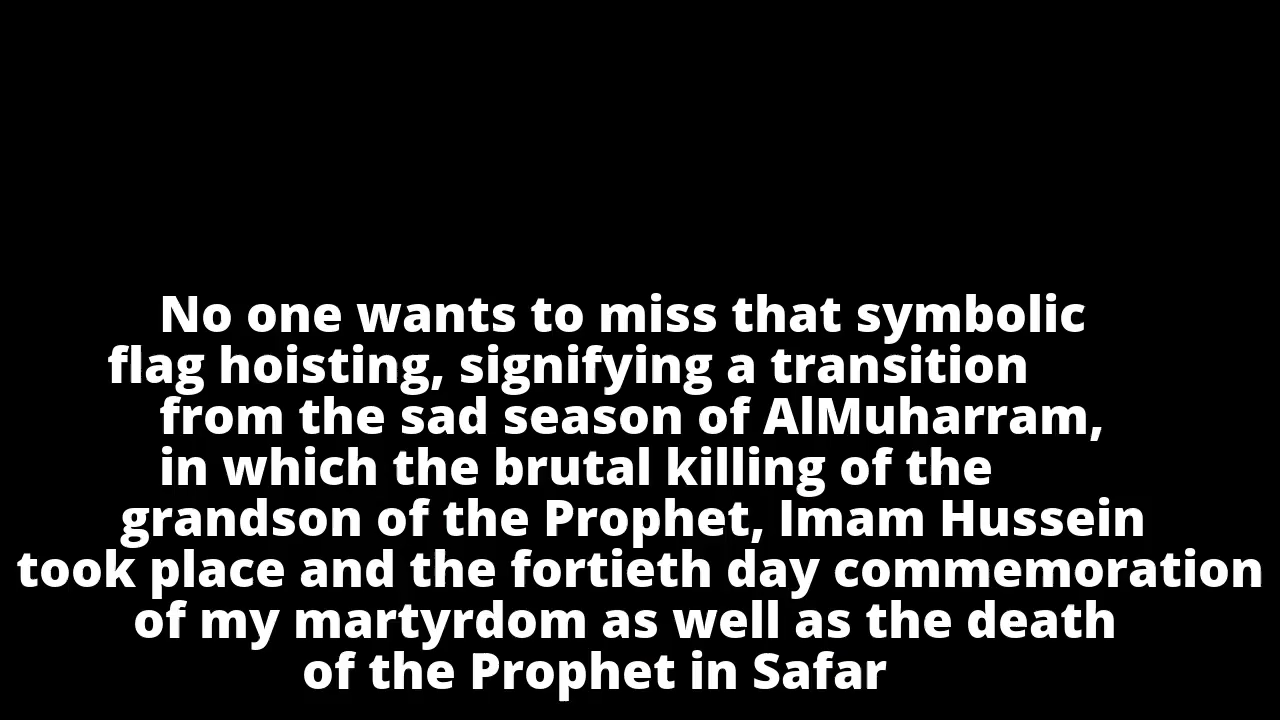 No one wants to miss that symbolic
flag hoisting, signifying a transition
from the sad season of AlMuharram,
in which the brutal killing of the
grandson of the Prophet, Imam Hussein
took place and the fortieth day commemoration
of my martyrdom as well as the death
of the Prophet in Safar